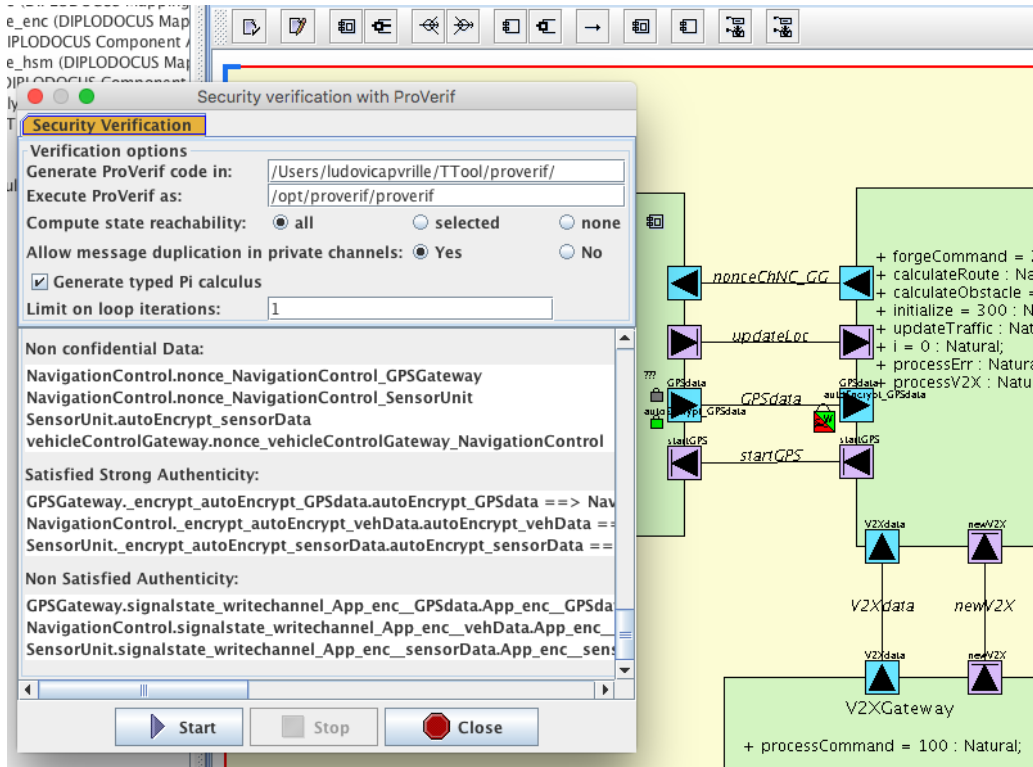 e_enc (DIPLODOCUS Map
IPLODOCUS Component
e_hsm (DIPLODOCUS Map
Security verification with ProVerif
Security Verification
Verification options
Generate ProVerif code in: /Users/ludovicapvrille/TTool/proverif/
Execute ProVerif as: /opt/proverif/proverif
Compute state reachability: all selected none
Allow message duplication in private channels: Yes No
Generate typed Pi calculus
Limit on loop iterations: 1
Non confidential Data:
NavigationControl.nonce_NavigationControl_GPSGateway
NavigationControl.nonce_NavigationControl_SensorUnit
SensorUnit.autoEncrypt_sensorData
vehicleControlGateway.nonce_vehicleControlGateway_NavigationControl
Satisfied Strong Authenticity:
GPSGateway._encrypt_autoEncrypt_GPSdata.autoEncrypt_GPSdata ==> Nav
NavigationControl._encrypt_autoEncrypt_vehData.autoEncrypt_vehData ==
SensorUnit._encrypt_autoEncrypt_sensorData.autoEncrypt_sensorData ==
Non Satisfied Authenticity:
GPSGateway.signalstate_writechannel_App_enc__GPSdata.App_enc__GPSda
NavigationControl.signalstate_writechannel_App_enc__vehData.App_enc__
SensorUnit.signalstate_writechannel_App_enc__sensorData.App_enc__sens
Start Stop Close
nonceChNC_GG
updateLoc
???
GPSdata
autoEncrypt_GPSdata
GPSdata
GPSdata
autoEncrypt_GPSdata
startGPS
startGPS
startGPS
+ forgeCommand =
+ calculateRoute : Na
+ calculateObstacle =
+ initialize = 300 : N
+ updateTraffic : Nat
+ i = 0 : Natural;
+ processErr : Natura
+ processV2X : Natu
V2Xdata
newV2X
V2Xdata
newV2X
V2Xdata
newV2X
V2XGateway
+ processCommand = 100 : Natural;